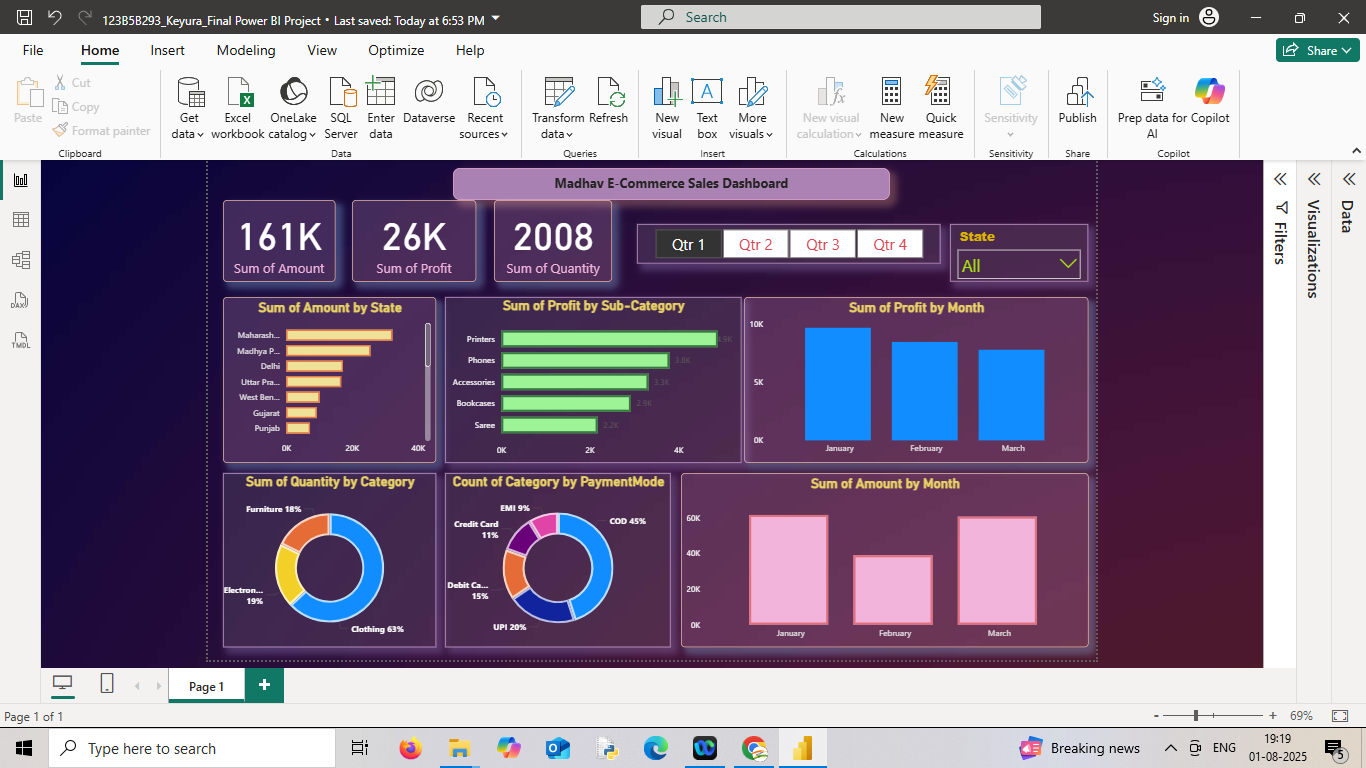 123B5B293_Keyura_Final Power BI Project • Last saved: Today at 6:53 PM
Search
Sign in
File Home Insert Modeling View Optimize Help
Share
Paste
Cut
Copy
Format painter
Clipboard
Get data
Excel workbook
OneLake catalog
SQL Server
Enter data
Dataverse
Recent sources
Data
Transform data
Refresh
Queries
New visual
Text box
More visuals
Insert
New visual calculation
New measure
Quick measure
Calculations
Sensitivity
Sensitivity
Publish
Share
Prep data for AI
Copilot
Copilot
Madhav E-Commerce Sales Dashboard
161K
Sum of Amount
26K
Sum of Profit
2008
Sum of Quantity
Qtr 1 Qtr 2 Qtr 3 Qtr 4
State
All
Sum of Amount by State
Maharash...
Madhya P...
Delhi
Uttar Pra...
West Ben...
Gujarat
Punjab
0K 20K 40K
Sum of Profit by Sub-Category
Printers
Phones 3.8K
Accessories 3.3K
Bookcases 2.9K
Saree 2.2K
0K 2K 4K
Sum of Profit by Month
10K
5K
0K
January February March
Sum of Quantity by Category
Furniture 18%
Electron...
19%
Clothing 63%
Count of Category by PaymentMode
EMI 9%
Credit Card
11%
COD 45%
Debit Ca...
15%
UPI 20%
Sum of Amount by Month
60K
40K
20K
0K
January February March
Filters
Visualizations
Data
DAX
TMDL
Page 1
Page 1 of 1
69%
Type here to search
Breaking news
ENG
19:19
01-08-2025
5